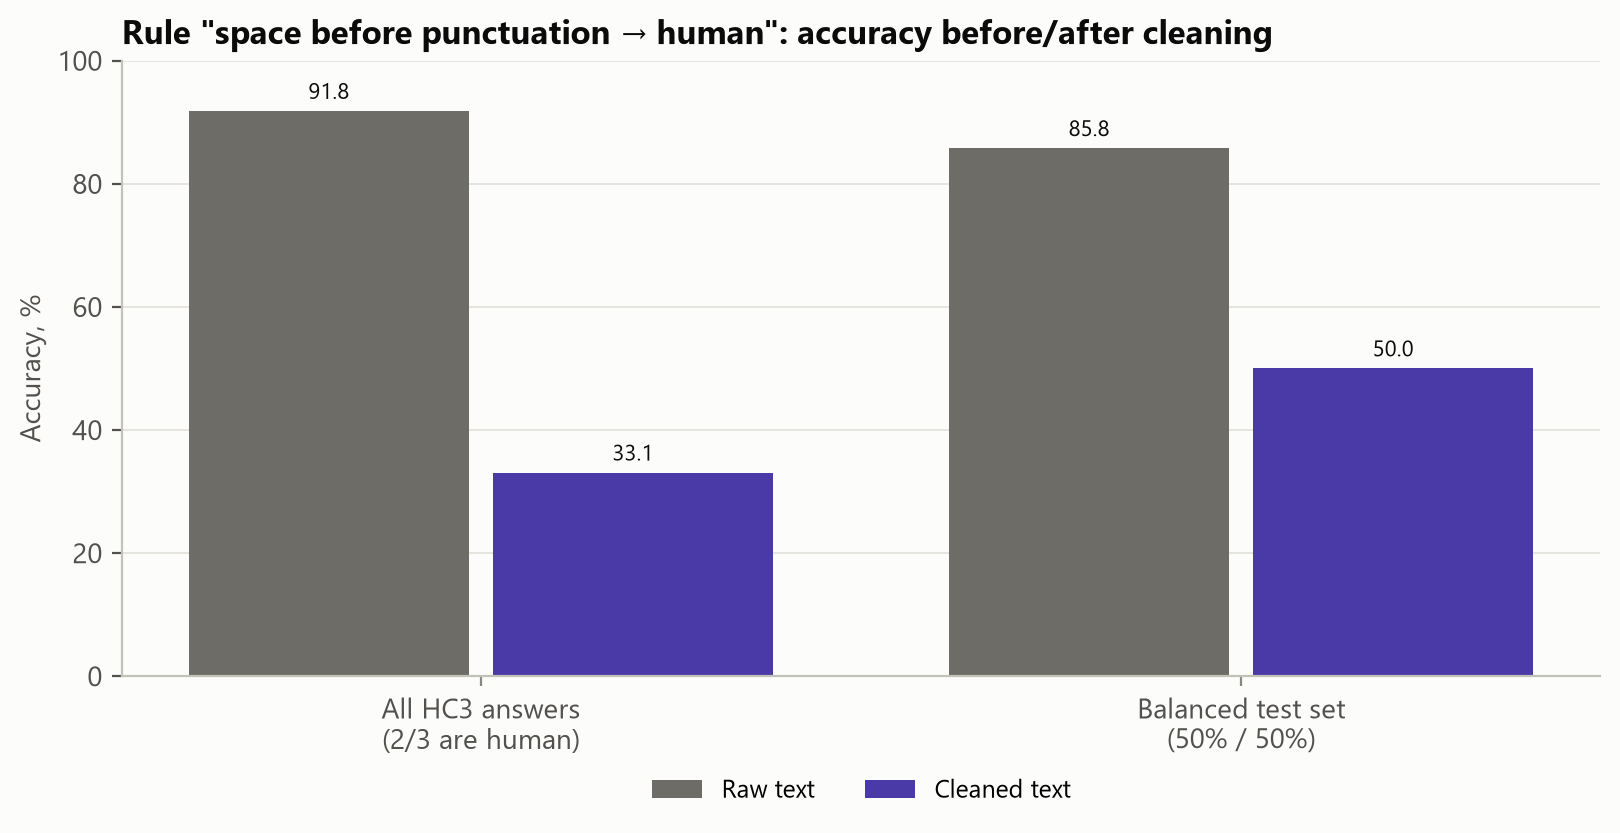 Rule "space before punctuation → human": accuracy before/after cleaning
Accuracy, %
100
80
60
40
20
0
91.8
33.1
85.8
50.0
All HC3 answers
(2/3 are human)
Balanced test set
(50% / 50%)
Raw text
Cleaned text